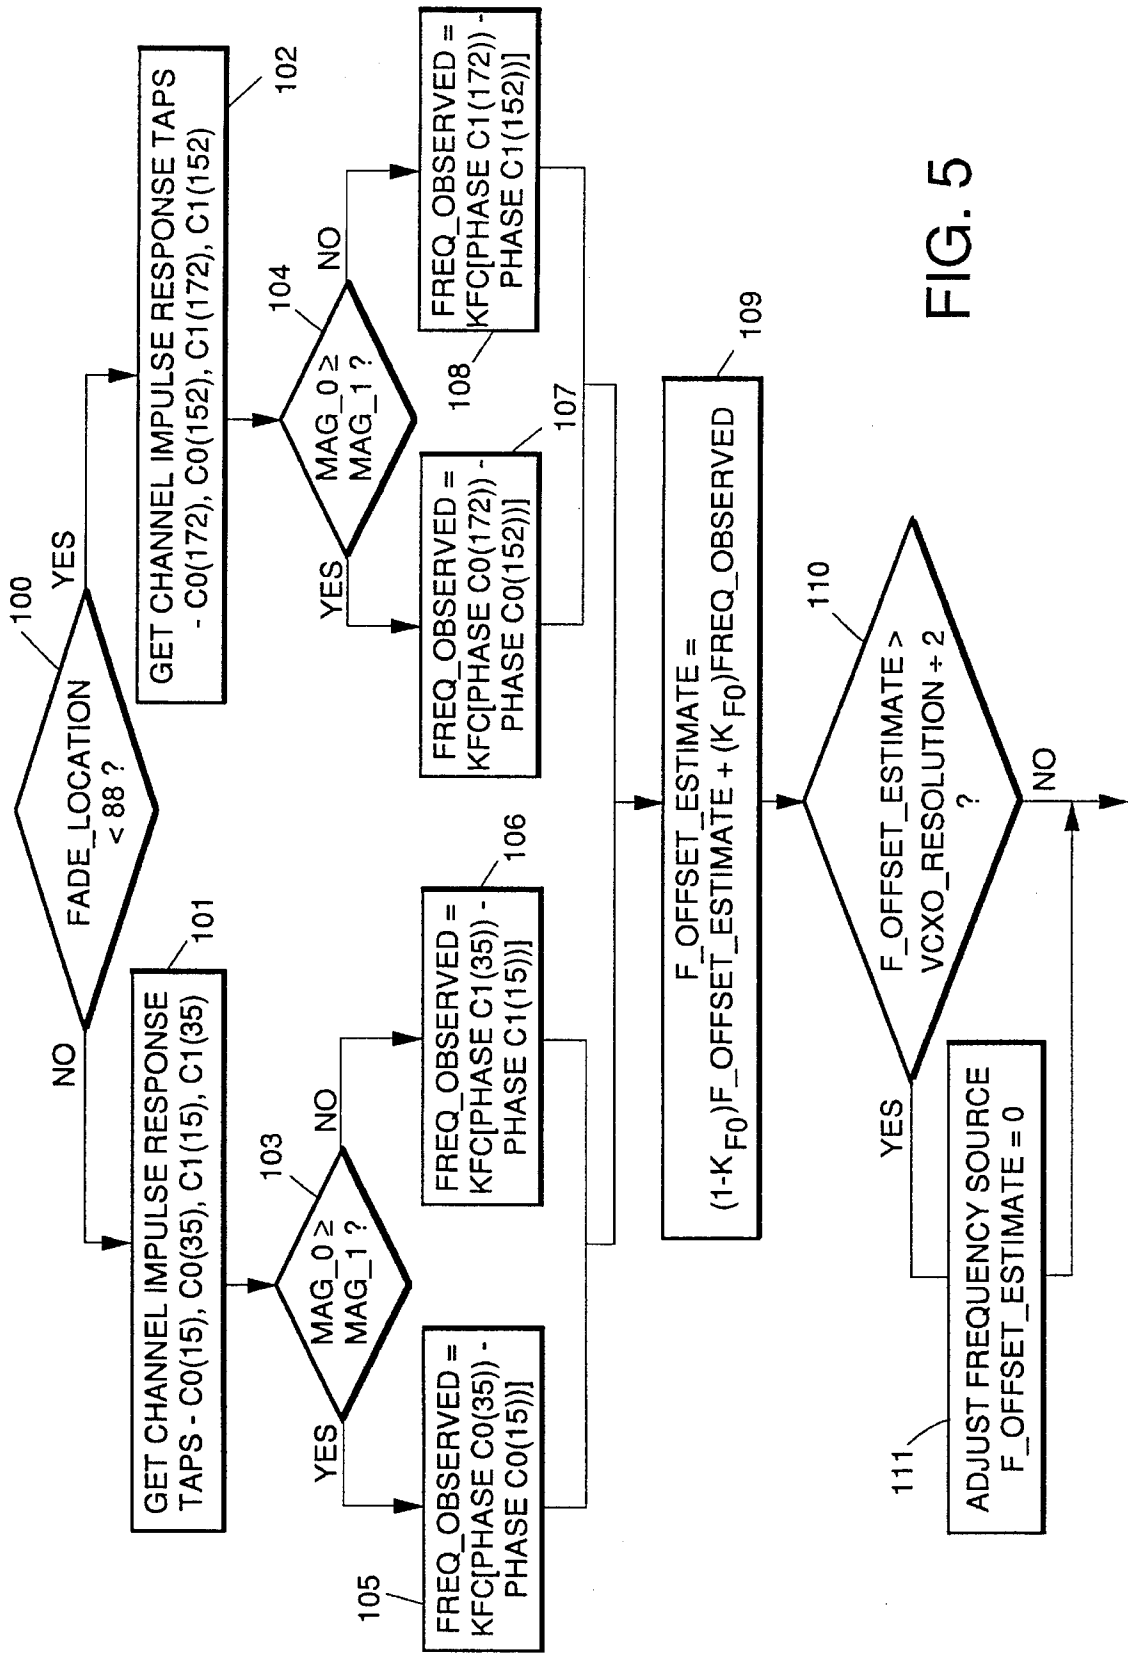 100
FADE_LOCATION
< 88 ?
NO
YES
101
GET CHANNEL IMPULSE RESPONSE
TAPS - C0(15), C0(35), C1(15), C1(35)
102
GET CHANNEL IMPULSE RESPONSE TAPS
- C0(172), C0(152), C1(172), C1(152)
103
MAG_0 ≥
MAG_1 ?
YES
NO
104
MAG_0 ≥
MAG_1 ?
YES
NO
105
FREQ_OBSERVED =
KFC[PHASE C0(35)) -
PHASE C0(15))]
106
FREQ_OBSERVED =
KFC[PHASE C1(35)) -
PHASE C1(15))]
107
FREQ_OBSERVED =
KFC[PHASE C0(172)) -
PHASE C0(152))]
108
FREQ_OBSERVED =
KFC[PHASE C1(172)) -
PHASE C1(152))]
109
F_OFFSET_ESTIMATE =
(1-KF0)F_OFFSET_ESTIMATE + (KF0)FREQ_OBSERVED
110
F_OFFSET_ESTIMATE >
VCXO_RESOLUTION ÷ 2
?
YES
NO
111
ADJUST FREQUENCY SOURCE
F_OFFSET_ESTIMATE = 0
FIG. 5